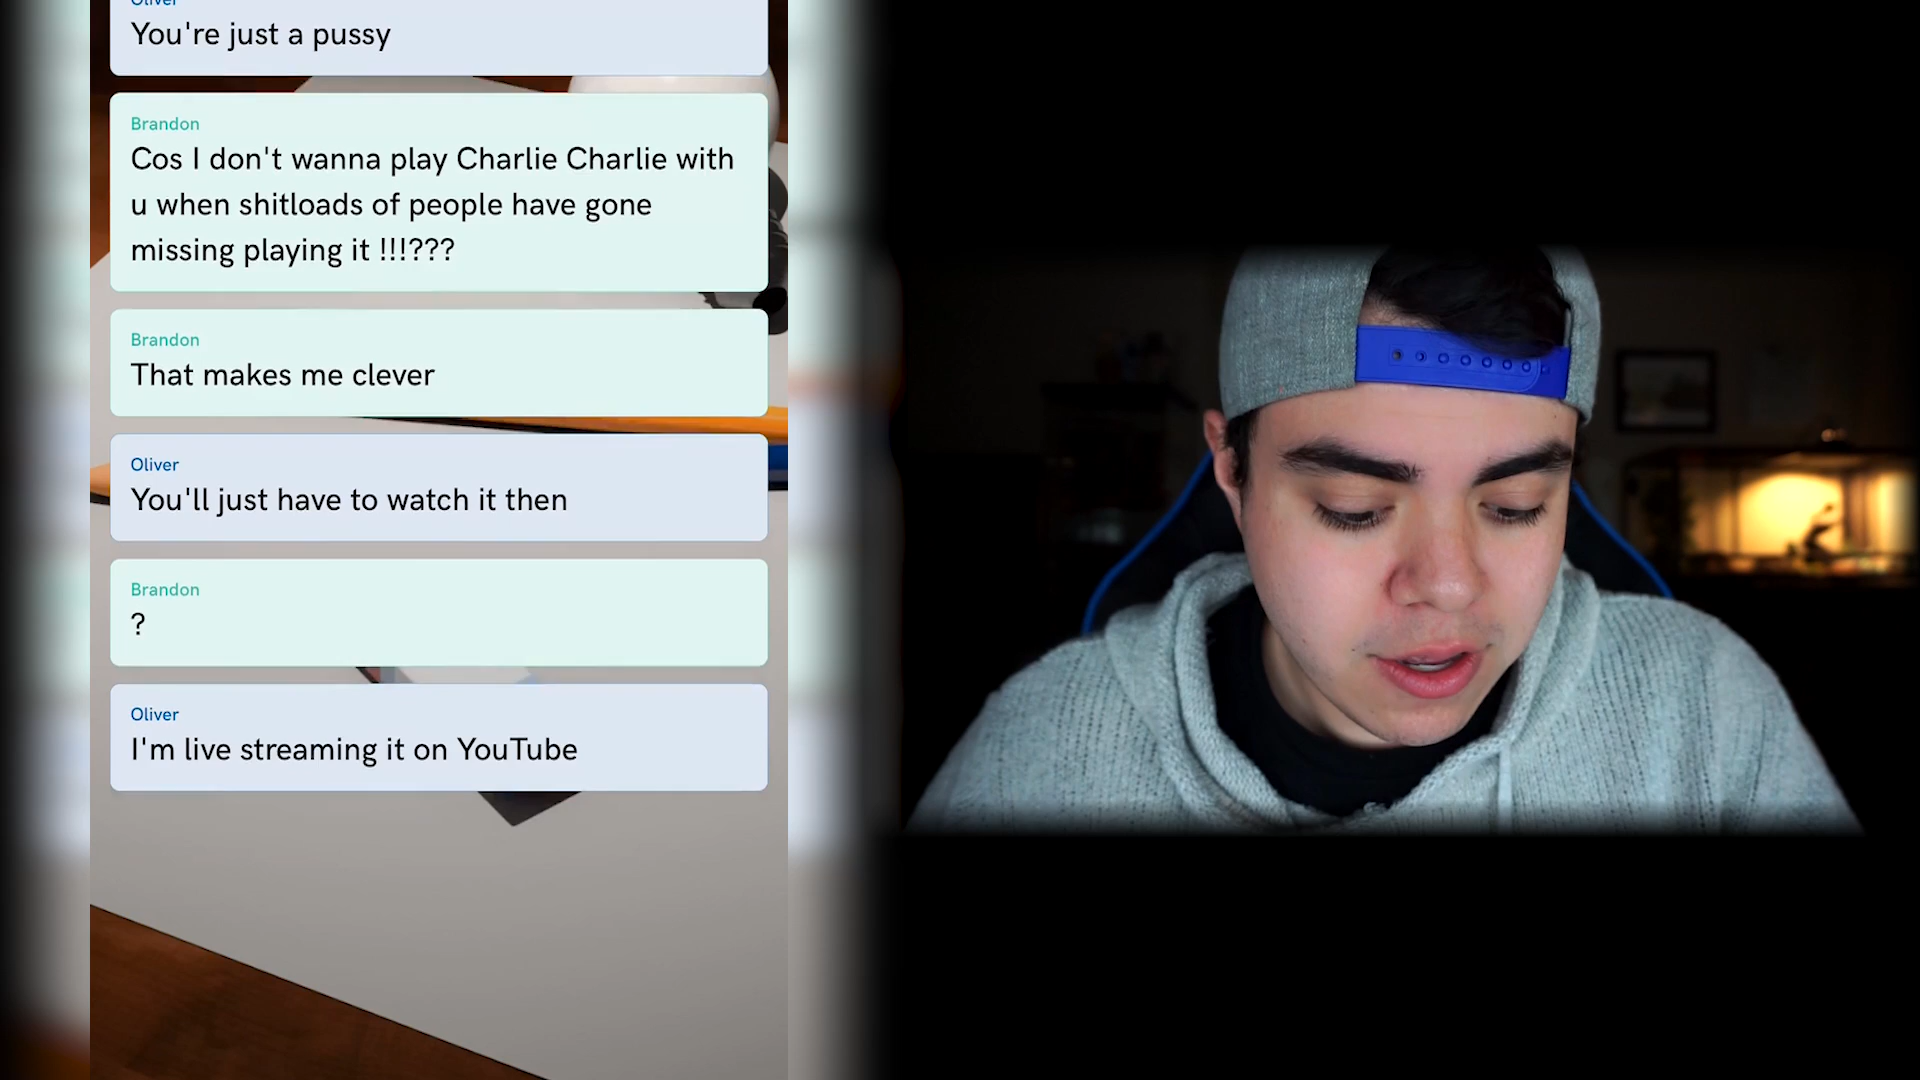 Oliver
You're just a pussy
Brandon
Cos I don't wanna play Charlie Charlie with
u when shitloads of people have gone
missing playing it !!!???
Brandon
That makes me clever
Oliver
You'll just have to watch it then
Brandon
?
Oliver
I'm live streaming it on YouTube